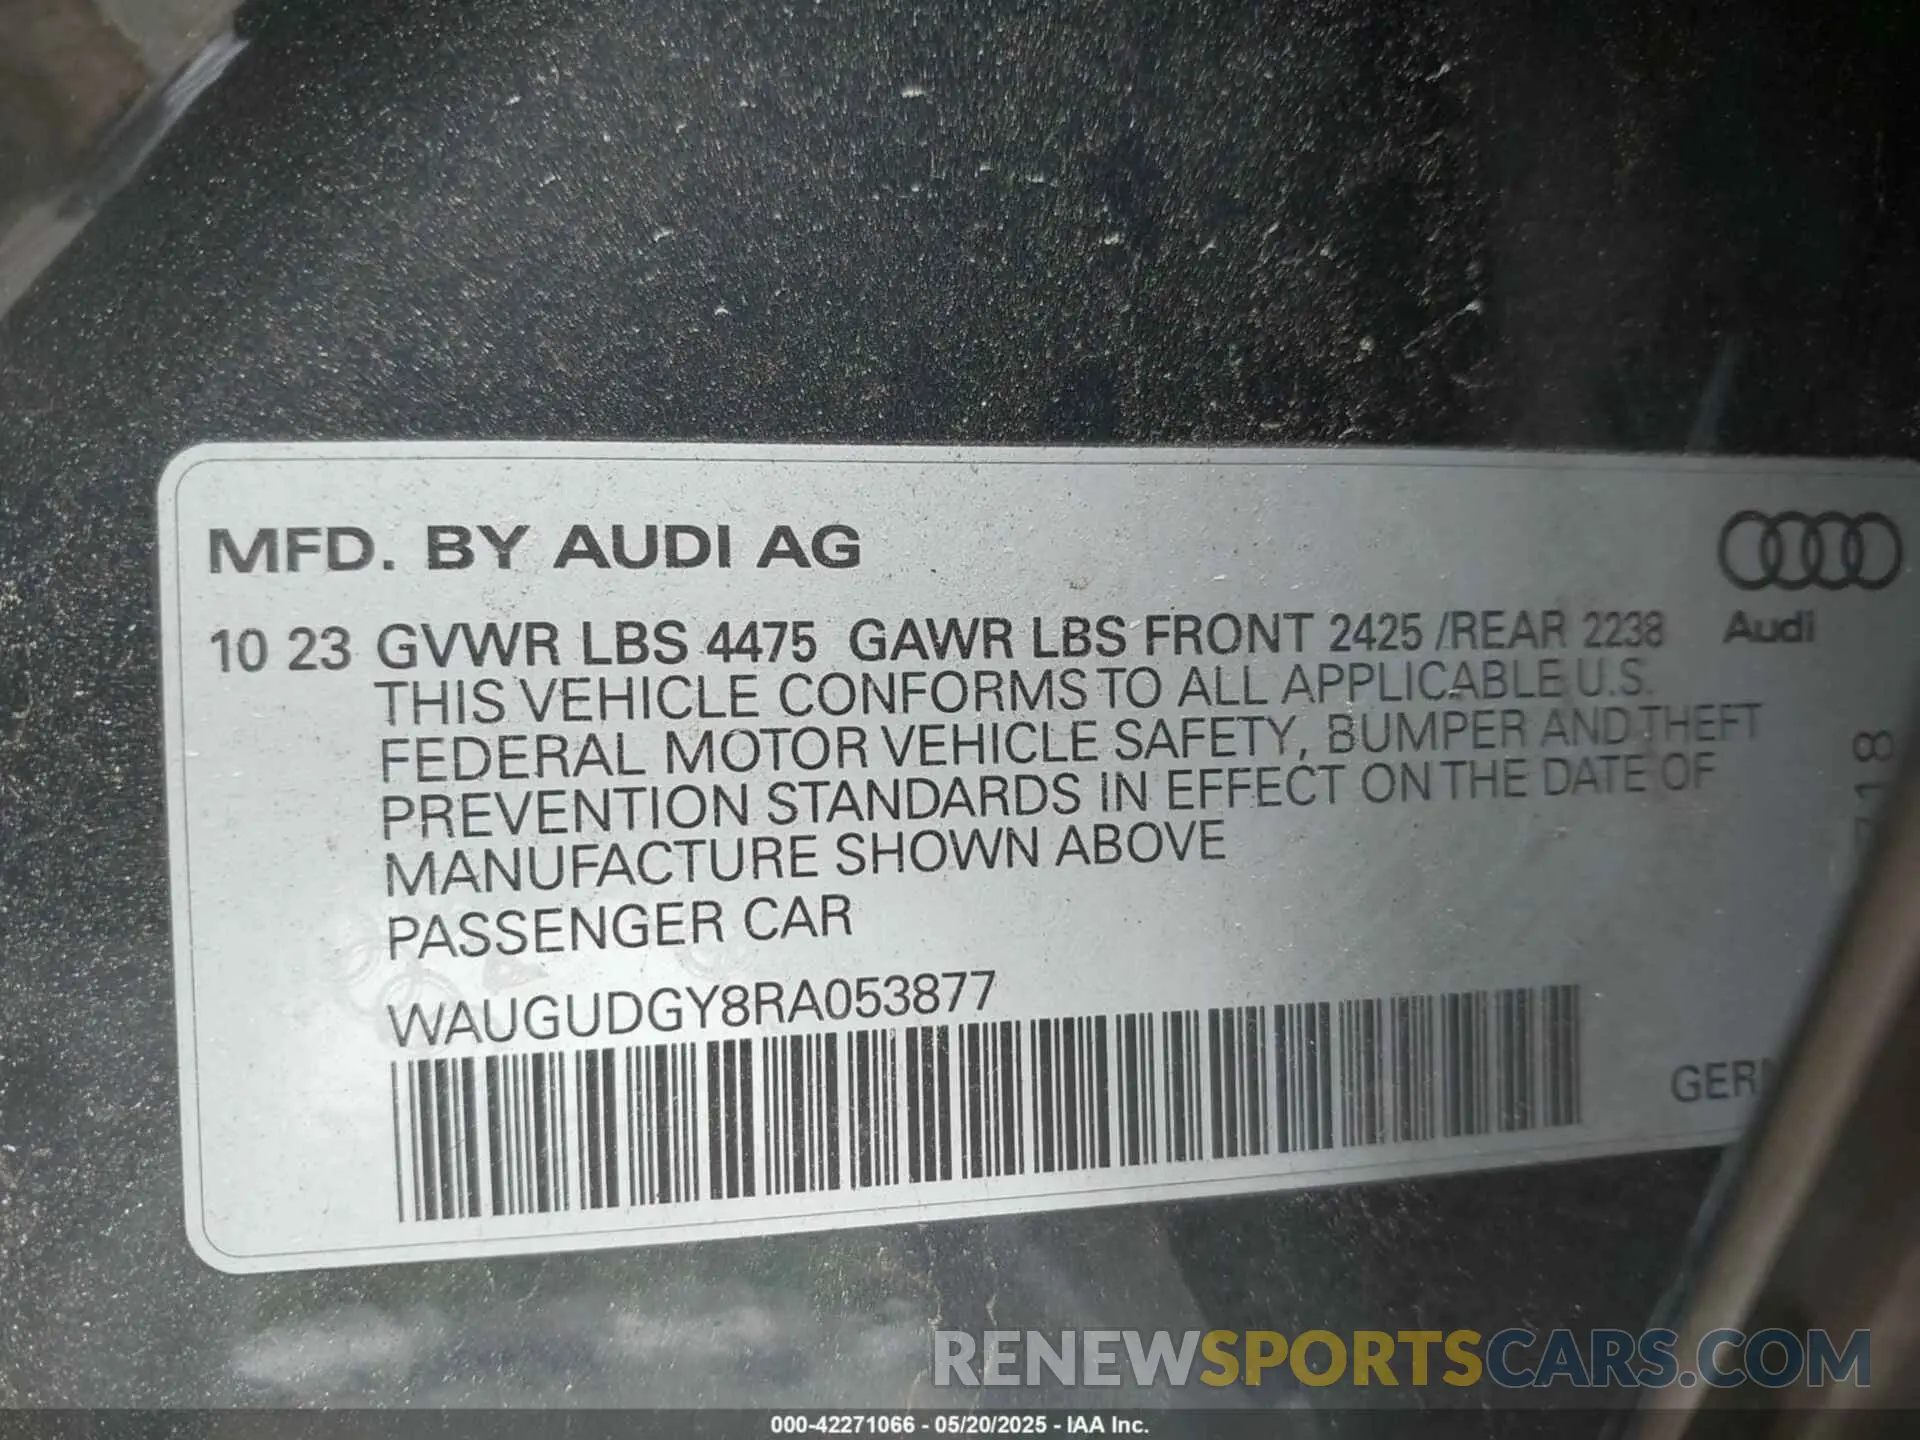 MFD. BY AUDI AG
10 23 GVWR LBS 4475 GAWR LBS FRONT 2425 /REAR 2238
Audi
THIS VEHICLE CONFORMS TO ALL APPLICABLE U.S.
FEDERAL MOTOR VEHICLE SAFETY, BUMPER AND THEFT
PREVENTION STANDARDS IN EFFECT ON THE DATE OF
MANUFACTURE SHOWN ABOVE
PASSENGER CAR
WAUGUDGY8RA053877
RENEWSPORTSCARS.COM
000-42271066 - 05/20/2025 - IAA Inc.